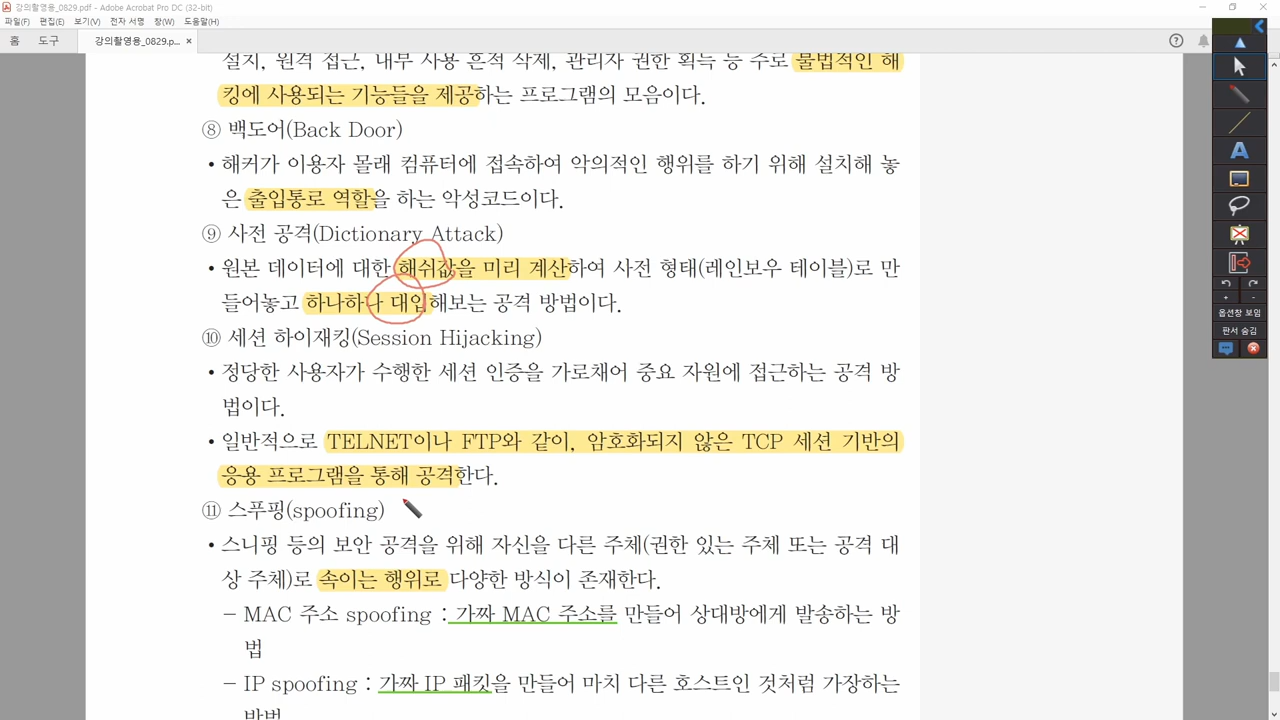 강의촬영용_0829.pdf - Adobe Acrobat Pro DC (32-bit)
파일(F) 편집(E) 보기(V) 전자 서명 창(W) 도움말(H)
홈 도구 강의촬영용_0829.p... ×
설치, 원격 접근, 내부 사용 흔적 삭제, 관리자 권한 획득 등 주로 불법적인 해
킹에 사용되는 기능들을 제공하는 프로그램의 모음이다.
⑧ 백도어(Back Door)
• 해커가 이용자 몰래 컴퓨터에 접속하여 악의적인 행위를 하기 위해 설치해 놓
은 출입통로 역할을 하는 악성코드이다.
⑨ 사전 공격(Dictionary Attack)
• 원본 데이터에 대한 해쉬값을 미리 계산하여 사전 형태(레인보우 테이블)로 만
들어놓고 하나하나 대입해보는 공격 방법이다.
⑩ 세션 하이재킹(Session Hijacking)
• 정당한 사용자가 수행한 세션 인증을 가로채어 중요 자원에 접근하는 공격 방
법이다.
• 일반적으로 TELNET이나 FTP와 같이, 암호화되지 않은 TCP 세션 기반의
응용 프로그램을 통해 공격한다.
⑪ 스푸핑(spoofing)
• 스니핑 등의 보안 공격을 위해 자신을 다른 주체(권한 있는 주체 또는 공격 대
상 주체)로 속이는 행위로 다양한 방식이 존재한다.
− MAC 주소 spoofing : 가짜 MAC 주소를 만들어 상대방에게 발송하는 방
법
− IP spoofing : 가짜 IP 패킷을 만들어 마치 다른 호스트인 것처럼 가장하는
방법
A
+ -
옵션창 보임
판서 숨김